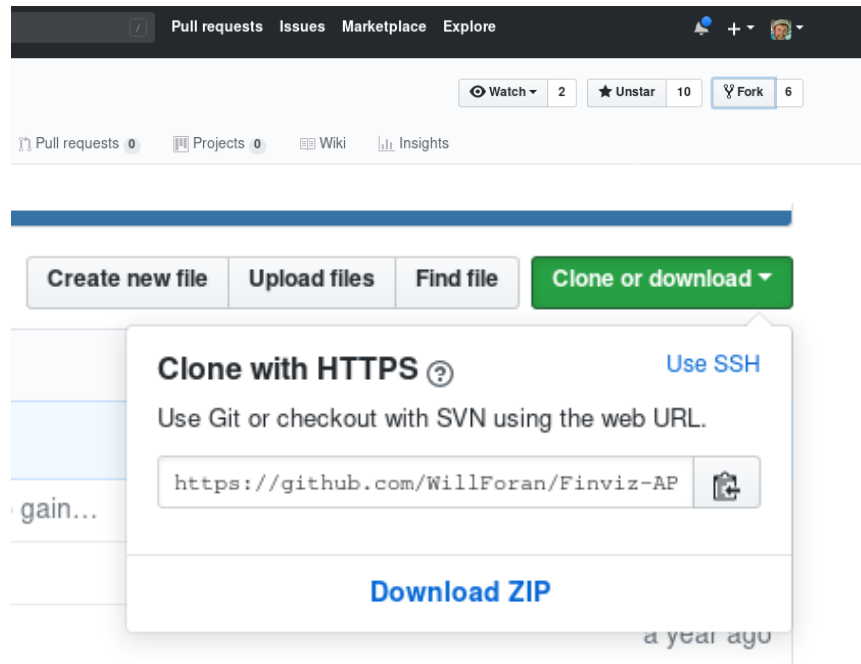 / Pull requests Issues Marketplace Explore
Watch 2 Unstar 10 Fork 6
Pull requests 0 Projects 0 Wiki Insights
Create new file Upload files Find file Clone or download
Clone with HTTPS ? Use SSH
Use Git or checkout with SVN using the web URL.
https://github.com/WillForan/Finviz-AP
gain…
Download ZIP
a year ago